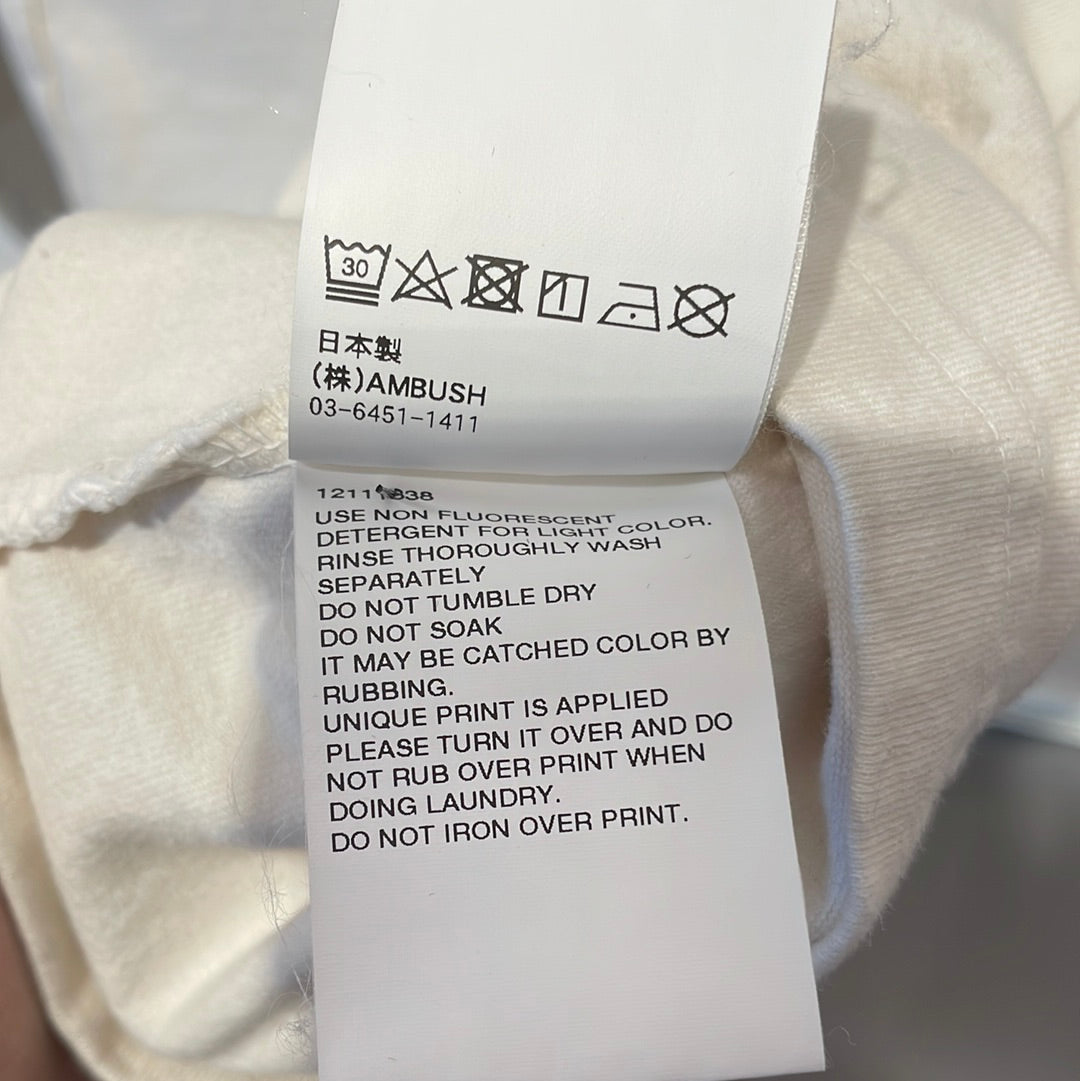 30
日本製
(株)AMBUSH
03-6451-1411
USE NON FLUORESCENT
DETERGENT FOR LIGHT COLOR.
RINSE THOROUGHLY WASH
SEPARATELY
DO NOT TUMBLE DRY
DO NOT SOAK
IT MAY BE CATCHED COLOR BY
RUBBING.
UNIQUE PRINT IS APPLIED
PLEASE TURN IT OVER AND DO
NOT RUB OVER PRINT WHEN
DOING LAUNDRY.
DO NOT IRON OVER PRINT.